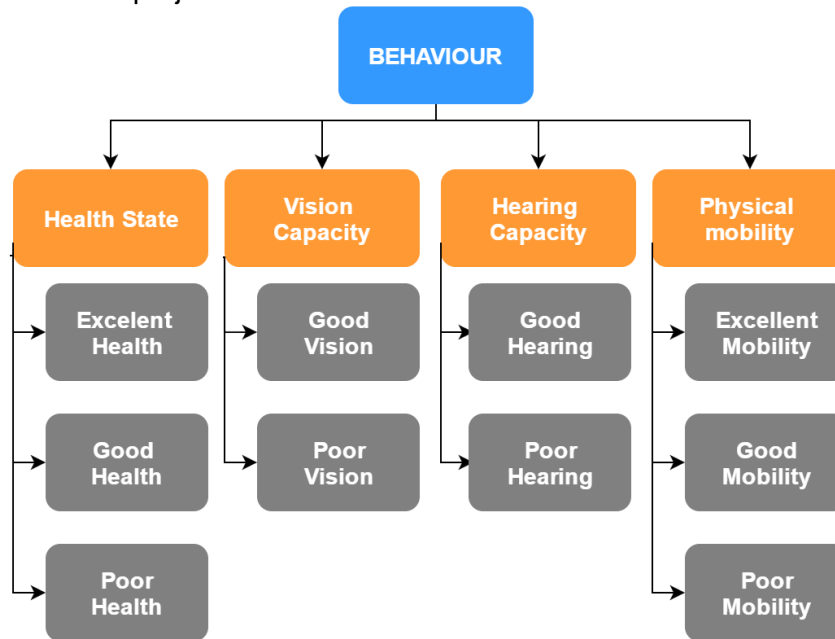 BEHAVIOUR
Health State
Vision
Capacity
Hearing
Capacity
Physical
mobility
Excelent
Health
Good
Vision
Good
Hearing
Excellent
Mobility
Good
Health
Poor
Vision
Poor
Hearing
Good
Mobility
Poor
Health
Poor
Mobility